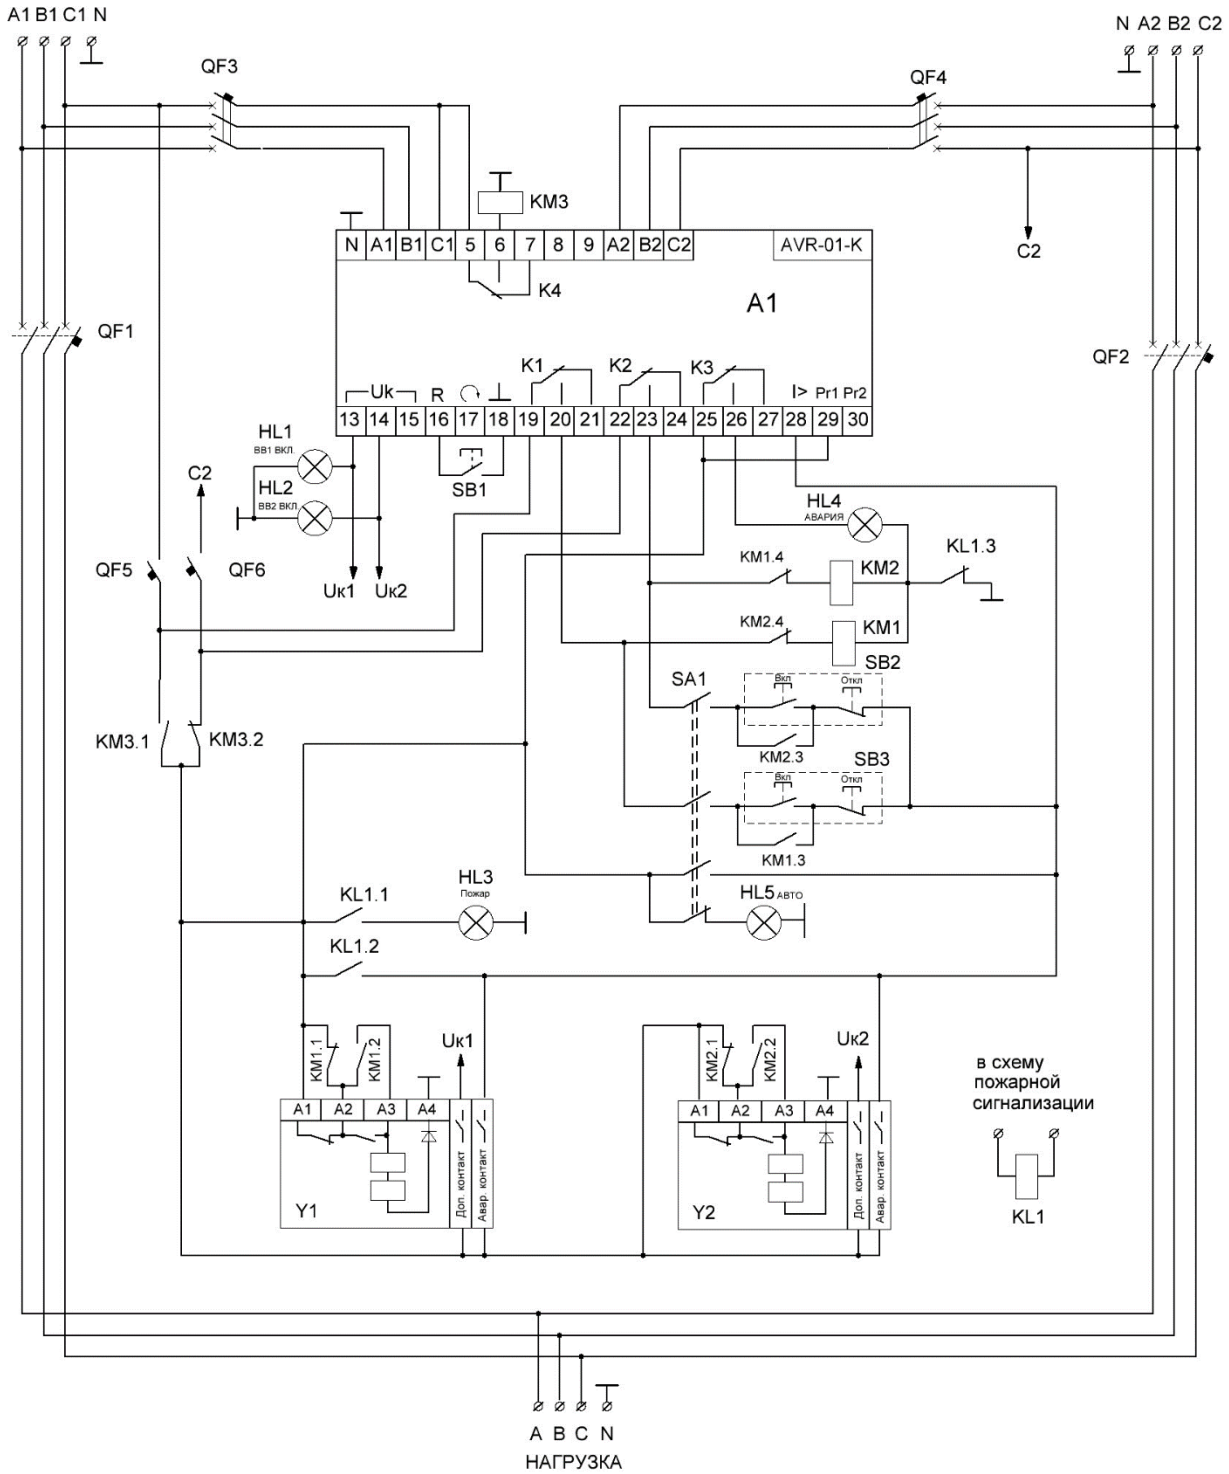 A1 B1 C1 N
N A2 B2 C2
QF3
QF4
KM3
C2
N A1 B1 C1 5 6 7 8 9 A2 B2 C2 AVR-01-K
K4
A1
QF1
QF2
K1 K2 K3
Uk R I> Pr1 Pr2
13 14 15 16 17 18 19 20 21 22 23 24 25 26 27 28 29 30
HL1
ВВ1 ВКЛ.
C2
HL2
ВВ2 ВКЛ.
SB1
HL4
АВАРИЯ
QF5
QF6
Uк1 Uк2
KM1.4
KM2
KL1.3
KM2.4
KM1
SA1
SB2
Вкл Откл
KM2.3
KM3.1
KM3.2
SB3
Вкл Откл
KM1.3
KL1.1
HL3
Пожар
HL5 АВТО
KL1.2
KM1.1
KM1.2
Uк1
KM2.1
KM2.2
Uк2
в схему
пожарной
сигнализации
A1 A2 A3 A4
Доп. контакт
Авар. контакт
Y1
A1 A2 A3 A4
Доп. контакт
Авар. контакт
Y2
KL1
A B C N
НАГРУЗКА